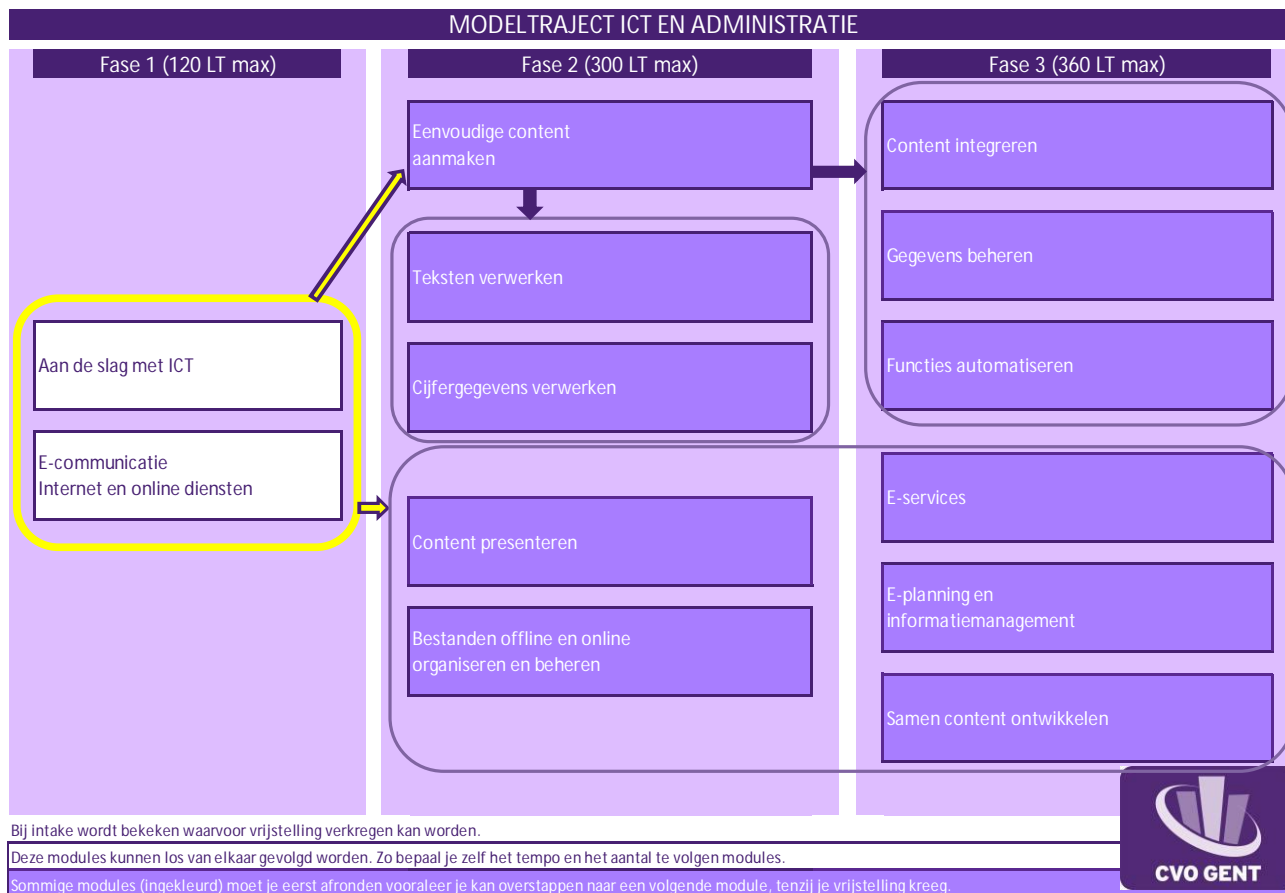 MODELTRAJECT ICT EN ADMINISTRATIE
Fase 1 (120 LT max)
Aan de slag met ICT
E-communicatie
Internet en online diensten
Fase 2 (300 LT max)
Eenvoudige content
aanmaken
Teksten verwerken
Cijfergegevens verwerken
Content presenteren
Bestanden offline en online
organiseren en beheren
Fase 3 (360 LT max)
Content integreren
Gegevens beheren
Functies automatiseren
E-services
E-planning en
informatiemanagement
Samen content ontwikkelen
Bij intake wordt bekeken waarvoor vrijstelling verkregen kan worden.
Deze modules kunnen los van elkaar gevolgd worden. Zo bepaal je zelf het tempo en het aantal te volgen modules.
Sommige modules (ingekleurd) moet je eerst afronden vooraleer je kan overstappen naar een volgende module, tenzij je vrijstelling kreeg.
CVO GENT